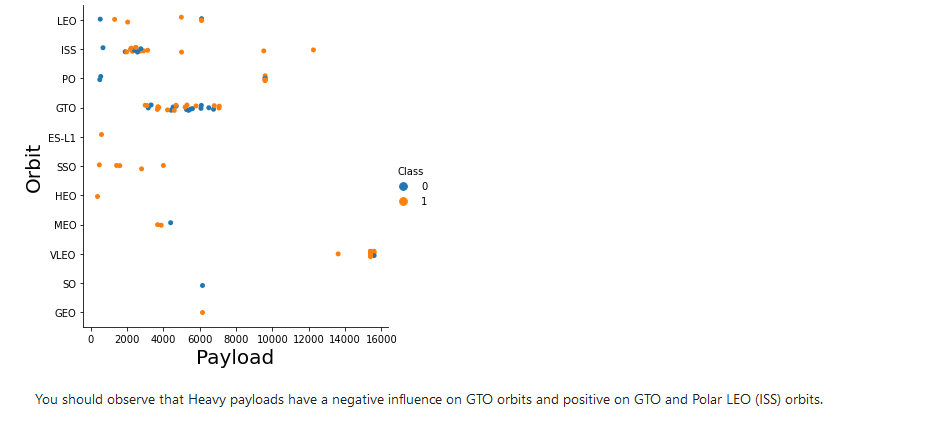 LEO
ISS
PO
GTO
ES-L1
SSO
HEO
MEO
VLEO
SO
GEO
Orbit
0 2000 4000 6000 8000 10000 12000 14000 16000
Payload
Class
0
1
You should observe that Heavy payloads have a negative influence on GTO orbits and positive on GTO and Polar LEO (ISS) orbits.